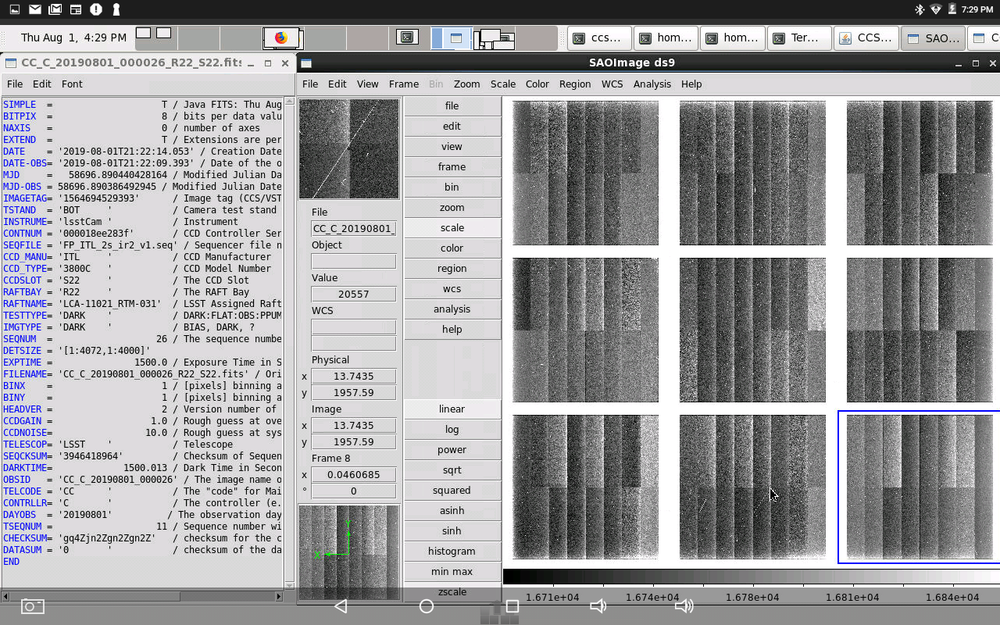 7:29 PM
Thu Aug 1, 4:29 PM
ccs...
hom...
hom...
Ter...
CCS...
SAO...
C
CC_C_20190801_000026_R22_S22.fits
SAOImage ds9
File Edit Font
File Edit View Frame Bin Zoom Scale Color Region WCS Analysis Help
SIMPLE = T / Java FITS: Thu Aug
BITPIX = 8 / bits per data valu
NAXIS = 0 / number of axes
EXTEND = T / Extensions are per
DATE = '2019-08-01T21:22:14.053' / Creation Date
DATE-OBS= '2019-08-01T21:22:09.393' / Date of the o
MJD = 58696.890440428164 / Modified Julian Da
MJD-OBS = 58696.890386492945 / Modified Julian Date
IMAGETAG= '1564694529393' / Image tag (CCS/VST
TSTAND = 'BOT ' / Camera test stand
INSTRUME= 'lsstCam ' / Instrument
CONTNUM = '000018ee283f' / CCD Controller Ser
SEQFILE = 'FP_ITL_2s_ir2_v1.seq' / Sequencer file n
CCD_MANU= 'ITL ' / CCD Manufacturer
CCD_TYPE= '3800C ' / CCD Model Number
CCDSLOT = 'S22 ' / The CCD Slot
RAFTBAY = 'R22 ' / The RAFT Bay
RAFTNAME= 'LCA-11021_RTM-031' / LSST Assigned Raft
TESTTYPE= 'DARK ' / DARK:FLAT:OBS:PPUM
IMGTYPE = 'DARK ' / BIAS, DARK, ?
SEQNUM = 26 / The sequence numbe
DETSIZE = '[1:4072,1:4000]'
EXPTIME = 1500.0 / Exposure Time in S
FILENAME= 'CC_C_20190801_000026_R22_S22.fits' / Ori
BINX = 1 / [pixels] binning a
BINY = 1 / [pixels] binning a
HEADVER = 2 / Version number of
CCDGAIN = 1.0 / Rough guess at ove
CCDNOISE= 10.0 / Rough guess at sys
TELESCOP= 'LSST ' / Telescope
SEQCKSUM= '3946418964' / Checksum of Sequen
DARKTIME= 1500.013 / Dark Time in Secon
OBSID = 'CC_C_20190801_000026' / The image name o
TELCODE = 'CC ' / The "code" for Mai
CONTRLLR= 'C ' / The controller (e.
DAYOBS = '20190801' / The observation day
TSEQNUM = 11 / Sequence number wi
CHECKSUM= 'gq4Zjn2Zgn2Zgn2Z' / checksum for the c
DATASUM = '0 ' / checksum of the da
END
File
CC_C_20190801_
Object
Value
20557
WCS
Physical
x 13.7435
y 1957.59
Image
x 13.7435
y 1957.59
Frame 8
x 0.0460685
° 0
Y
X
file
edit
view
frame
bin
zoom
scale
color
region
wcs
analysis
help
linear
log
power
sqrt
squared
asinh
sinh
histogram
min max
zscale
1.671e+04 1.674e+04 1.678e+04 1.681e+04 1.684e+04